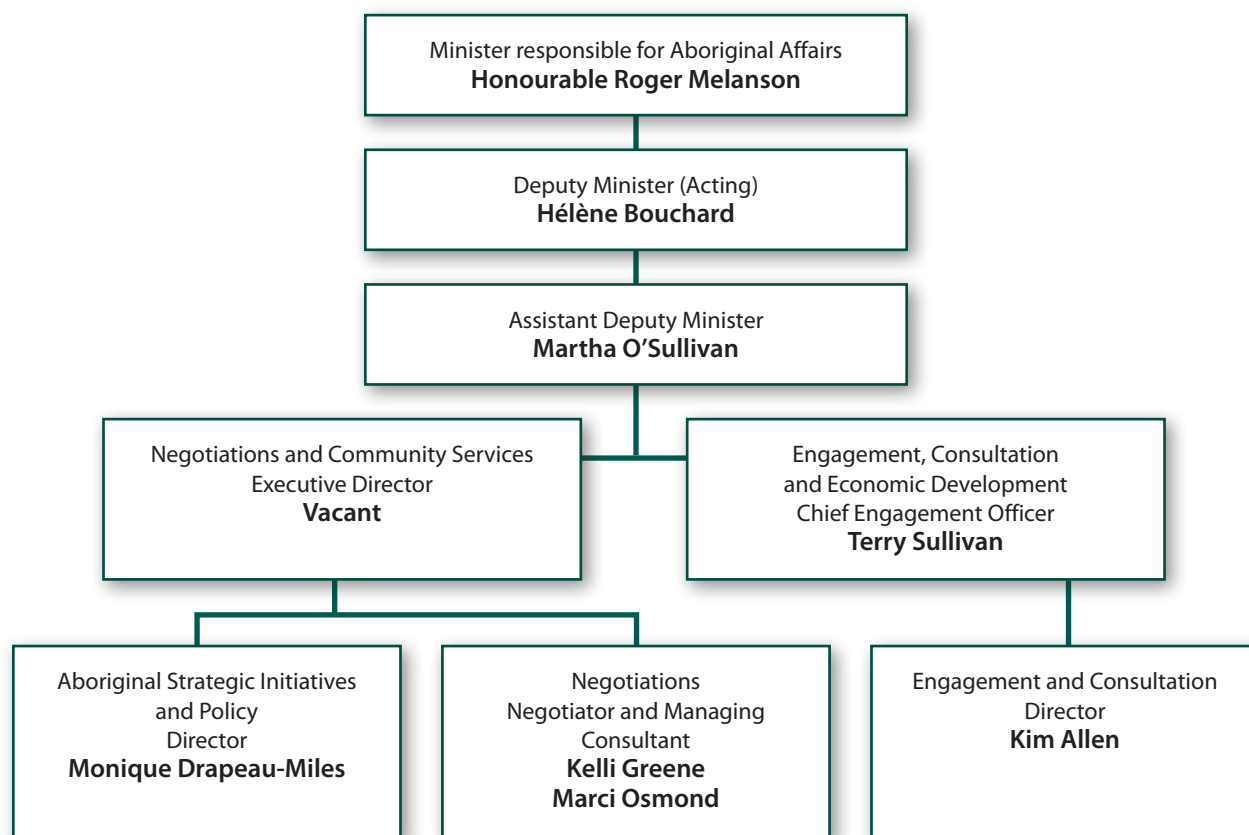 Minister responsible for Aboriginal Affairs
Honourable Roger Melanson
Deputy Minister (Acting)
Hélène Bouchard
Assistant Deputy Minister
Martha O’Sullivan
Negotiations and Community Services
Executive Director
Vacant
Engagement, Consultation
and Economic Development
Chief Engagement Officer
Terry Sullivan
Aboriginal Strategic Initiatives
and Policy
Director
Monique Drapeau-Miles
Negotiations
Negotiator and Managing
Consultant
Kelli Greene
Marci Osmond
Engagement and Consultation
Director
Kim Allen